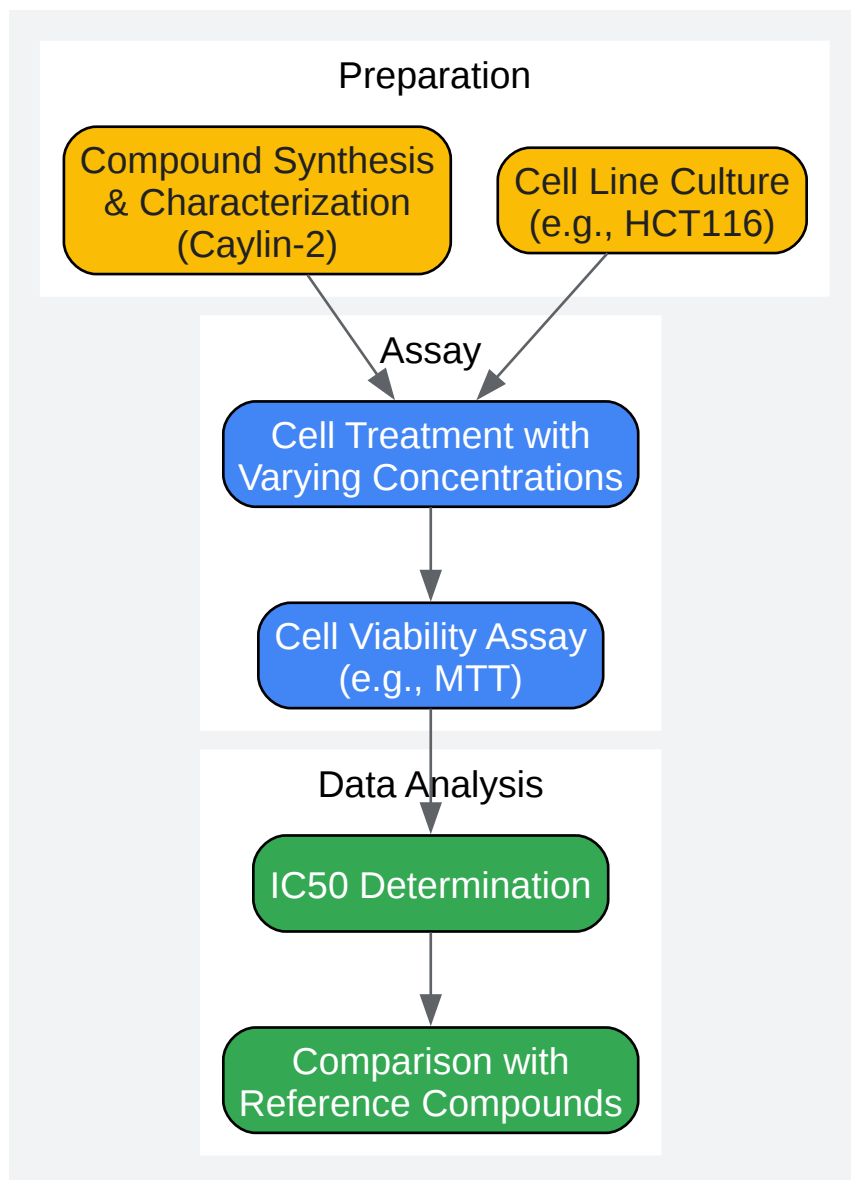 Preparation
Compound Synthesis
& Characterization
(Caylin-2)
Cell Line Culture
(e.g., HCT116)
Assay
Cell Treatment with
Varying Concentrations
Cell Viability Assay
(e.g., MTT)
Data Analysis
IC50 Determination
Comparison with
Reference Compounds